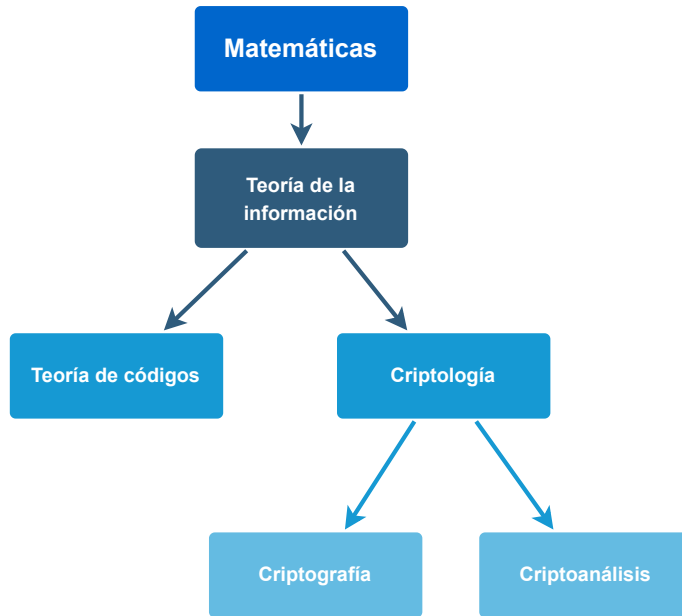 Matemáticas
Teoría de la
información
Teoría de códigos
Criptología
Criptografía
Criptoanálisis